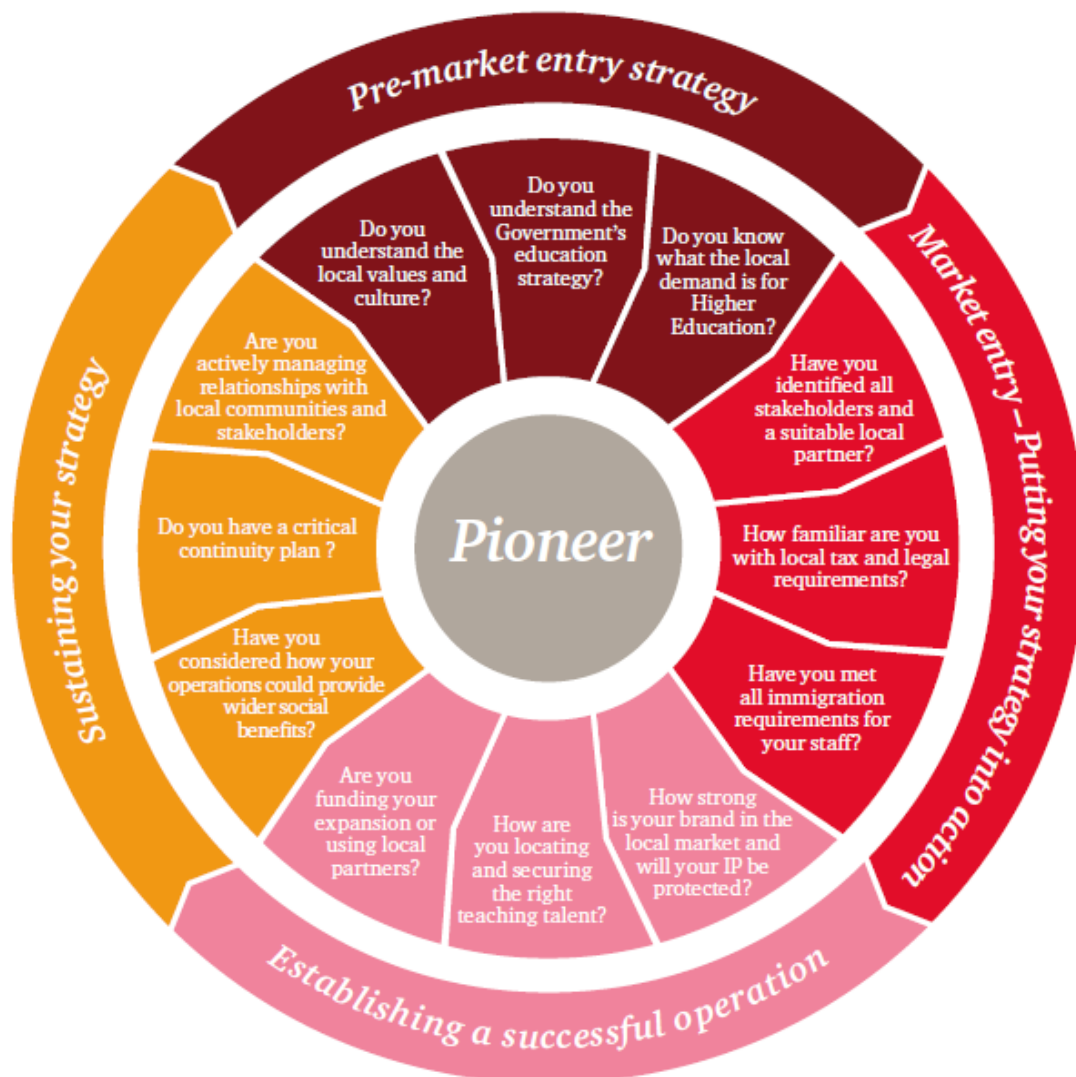 Pre-market entry strategy
Do you
understand the
local values and
culture?
Do you
understand the
Government's
education
strategy?
Do you know
what the local
demand is for
Higher
Education?
Market entry – Putting your strategy into action
Have you
identified all
stakeholders and
a suitable local
partner?
How familiar are you
with local tax and legal
requirements?
Have you met
all immigration
requirements for
your staff?
Establishing a successful operation
How strong
is your brand in the
local market and
will your IP be
protected?
How are
you locating
and securing
the right
teaching talent?
Are you
funding your
expansion or
using local
partners?
Sustaining your strategy
Have you
considered how your
operations could provide
wider social
benefits?
Do you have a critical
continuity plan ?
Are you
actively managing
relationships with
local communities and
stakeholders?
Pioneer